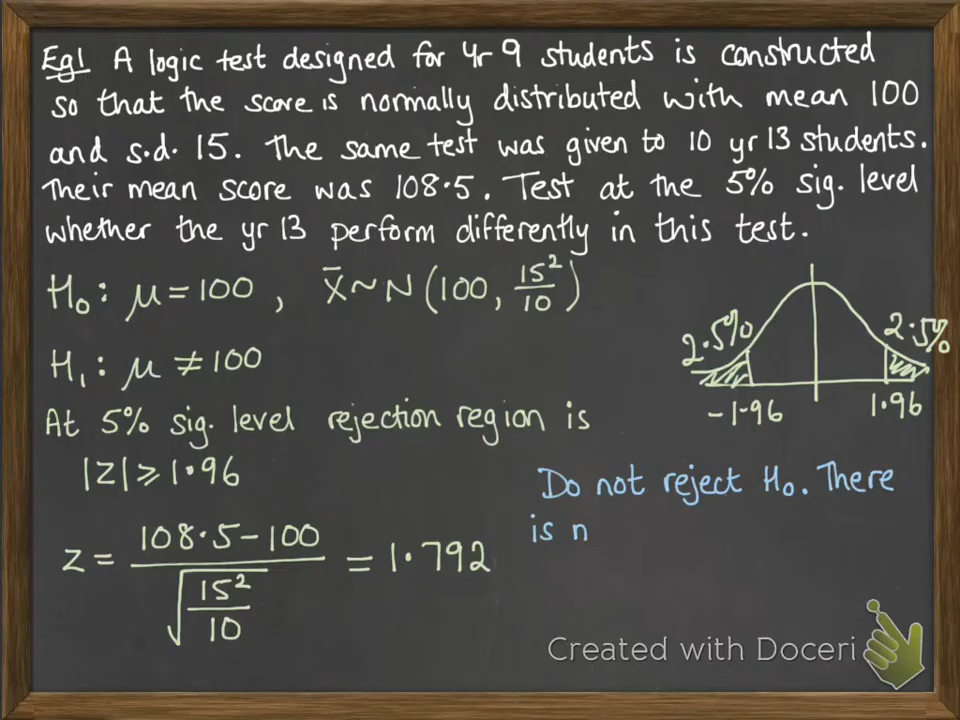 Eg1 A logic test designed for yr 9 students is constructed
so that the score is normally distributed with mean 100
and s.d. 15. The same test was given to 10 yr 13 students.
Their mean score was 108.5. Test at the 5% sig. level
whether the yr 13 perform differently in this test.
H₀: μ = 100, X̄ ~ N(100, 15²/10)
2.5% 2.5%
H₁: μ ≠ 100
-1.96 1.96
At 5% sig. level rejection region is
|Z| ⩾ 1.96
z = (108.5 - 100)/√(15²/10) = 1.792
Do not reject H₀. There
is n
Created with Doceri